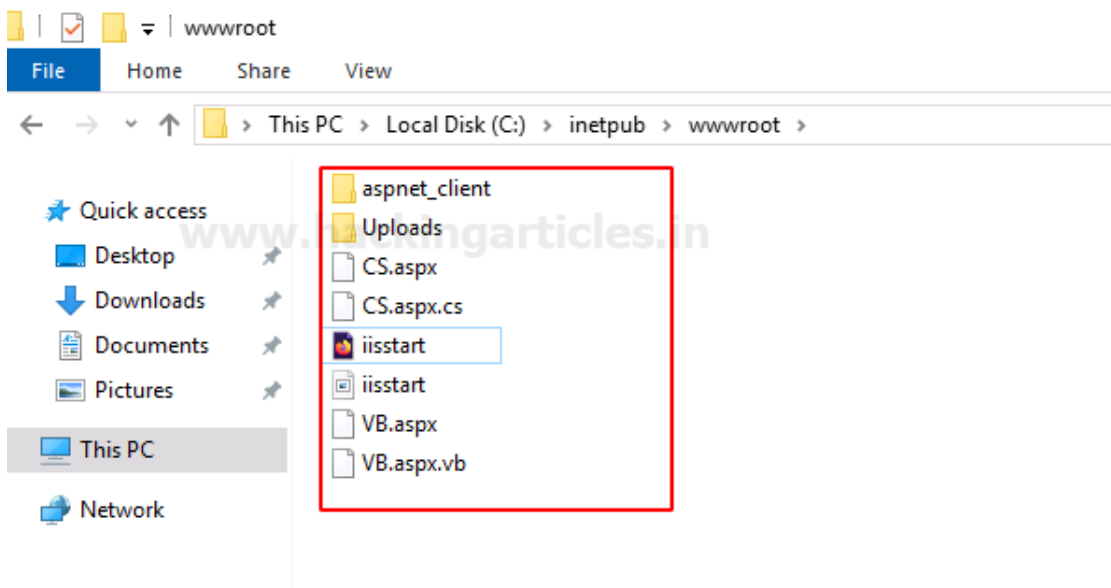 wwwroot
File Home Share View
This PC > Local Disk (C:) > inetpub > wwwroot >
aspnet_client
Quick access
Uploads
www.hackingarticles.in
Desktop
CS.aspx
Downloads
CS.aspx.cs
Documents
iisstart
Pictures
iisstart
VB.aspx
This PC
VB.aspx.vb
Network